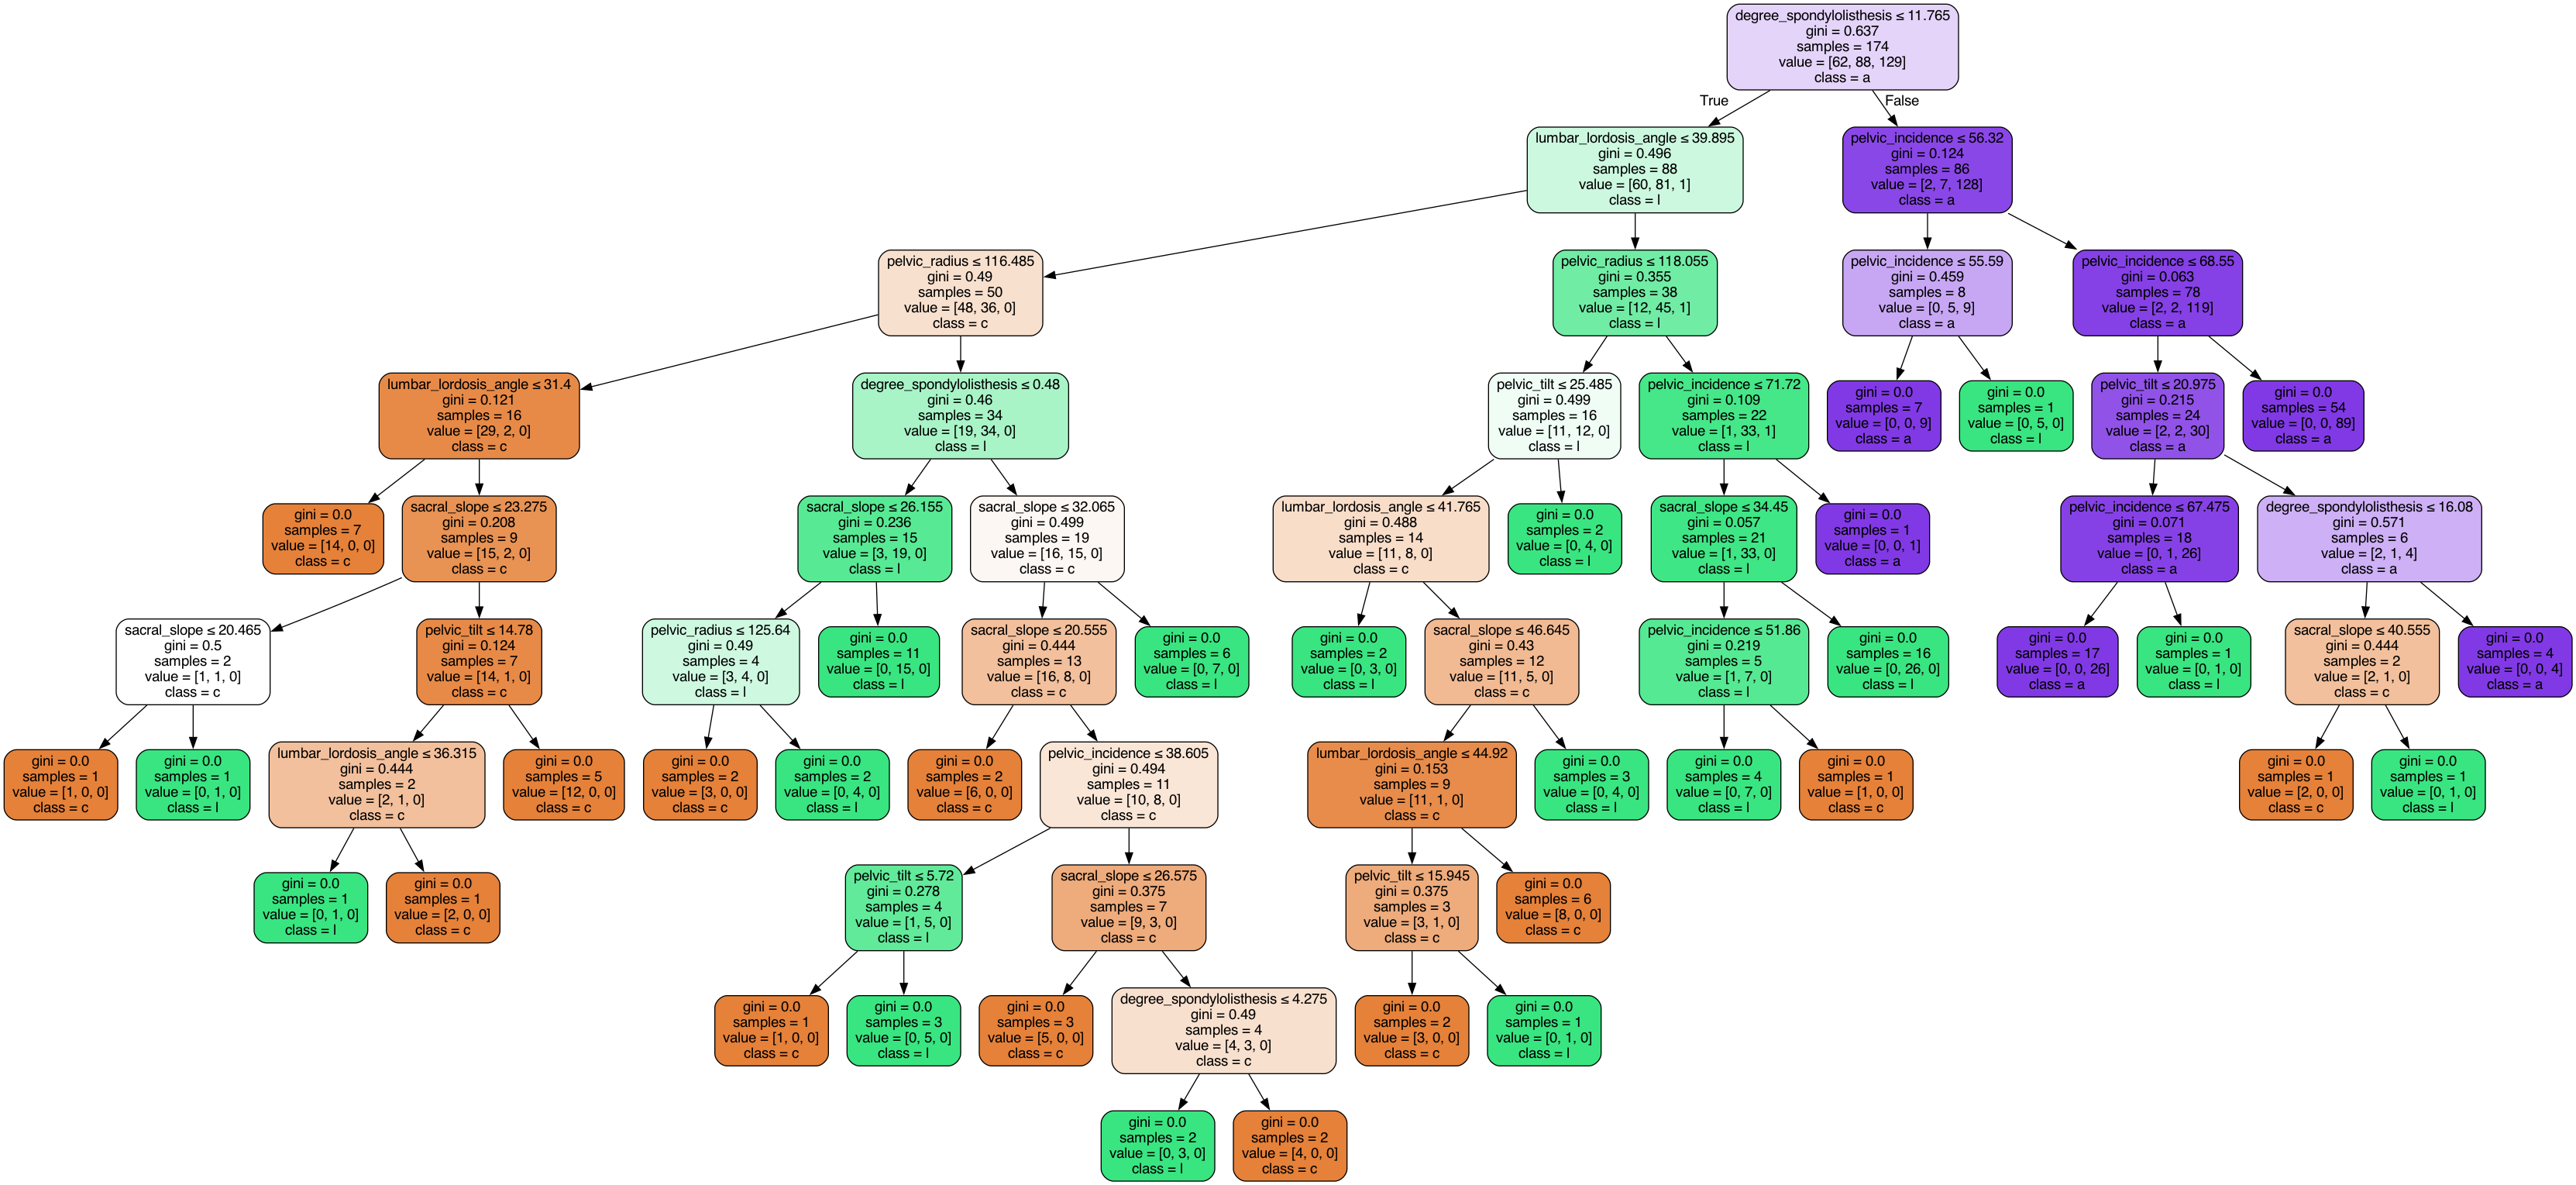 degree_spondylolisthesis ≤ 11.765
gini = 0.637
samples = 174
value = [62, 88, 129]
class = a
True
False
lumbar_lordosis_angle ≤ 39.895
gini = 0.496
samples = 88
value = [60, 81, 1]
class = l
pelvic_incidence ≤ 56.32
gini = 0.124
samples = 86
value = [2, 7, 128]
class = a
pelvic_radius ≤ 116.485
gini = 0.49
samples = 50
value = [48, 36, 0]
class = c
pelvic_radius ≤ 118.055
gini = 0.355
samples = 38
value = [12, 45, 1]
class = l
pelvic_incidence ≤ 55.59
gini = 0.459
samples = 8
value = [0, 5, 9]
class = a
pelvic_incidence ≤ 68.55
gini = 0.063
samples = 78
value = [2, 2, 119]
class = a
lumbar_lordosis_angle ≤ 31.4
gini = 0.121
samples = 16
value = [29, 2, 0]
class = c
degree_spondylolisthesis ≤ 0.48
gini = 0.46
samples = 34
value = [19, 34, 0]
class = l
pelvic_tilt ≤ 25.485
gini = 0.499
samples = 16
value = [11, 12, 0]
class = l
pelvic_incidence ≤ 71.72
gini = 0.109
samples = 22
value = [1, 33, 1]
class = l
gini = 0.0
samples = 7
value = [0, 0, 9]
class = a
gini = 0.0
samples = 1
value = [0, 5, 0]
class = l
pelvic_tilt ≤ 20.975
gini = 0.215
samples = 24
value = [2, 2, 30]
class = a
gini = 0.0
samples = 54
value = [0, 0, 89]
class = a
gini = 0.0
samples = 7
value = [14, 0, 0]
class = c
sacral_slope ≤ 23.275
gini = 0.208
samples = 9
value = [15, 2, 0]
class = c
sacral_slope ≤ 26.155
gini = 0.236
samples = 15
value = [3, 19, 0]
class = l
sacral_slope ≤ 32.065
gini = 0.499
samples = 19
value = [16, 15, 0]
class = c
lumbar_lordosis_angle ≤ 41.765
gini = 0.488
samples = 14
value = [11, 8, 0]
class = c
gini = 0.0
samples = 2
value = [0, 4, 0]
class = l
sacral_slope ≤ 34.45
gini = 0.057
samples = 21
value = [1, 33, 0]
class = l
gini = 0.0
samples = 1
value = [0, 0, 1]
class = a
pelvic_incidence ≤ 67.475
gini = 0.071
samples = 18
value = [0, 1, 26]
class = a
degree_spondylolisthesis ≤ 16.08
gini = 0.571
samples = 6
value = [2, 1, 4]
class = a
sacral_slope ≤ 20.465
gini = 0.5
samples = 2
value = [1, 1, 0]
class = c
pelvic_tilt ≤ 14.78
gini = 0.124
samples = 7
value = [14, 1, 0]
class = c
pelvic_radius ≤ 125.64
gini = 0.49
samples = 4
value = [3, 4, 0]
class = l
gini = 0.0
samples = 11
value = [0, 15, 0]
class = l
sacral_slope ≤ 20.555
gini = 0.444
samples = 13
value = [16, 8, 0]
class = c
gini = 0.0
samples = 6
value = [0, 7, 0]
class = l
gini = 0.0
samples = 2
value = [0, 3, 0]
class = l
sacral_slope ≤ 46.645
gini = 0.43
samples = 12
value = [11, 5, 0]
class = c
pelvic_incidence ≤ 51.86
gini = 0.219
samples = 5
value = [1, 7, 0]
class = l
gini = 0.0
samples = 16
value = [0, 26, 0]
class = l
gini = 0.0
samples = 17
value = [0, 0, 26]
class = a
gini = 0.0
samples = 1
value = [0, 1, 0]
class = l
sacral_slope ≤ 40.555
gini = 0.444
samples = 2
value = [2, 1, 0]
class = c
gini = 0.0
samples = 4
value = [0, 0, 4]
class = a
gini = 0.0
samples = 1
value = [1, 0, 0]
class = c
gini = 0.0
samples = 1
value = [0, 1, 0]
class = l
lumbar_lordosis_angle ≤ 36.315
gini = 0.444
samples = 2
value = [2, 1, 0]
class = c
gini = 0.0
samples = 5
value = [12, 0, 0]
class = c
gini = 0.0
samples = 2
value = [3, 0, 0]
class = c
gini = 0.0
samples = 2
value = [0, 4, 0]
class = l
gini = 0.0
samples = 2
value = [6, 0, 0]
class = c
pelvic_incidence ≤ 38.605
gini = 0.494
samples = 11
value = [10, 8, 0]
class = c
lumbar_lordosis_angle ≤ 44.92
gini = 0.153
samples = 9
value = [11, 1, 0]
class = c
gini = 0.0
samples = 3
value = [0, 4, 0]
class = l
gini = 0.0
samples = 4
value = [0, 7, 0]
class = l
gini = 0.0
samples = 1
value = [1, 0, 0]
class = c
gini = 0.0
samples = 1
value = [2, 0, 0]
class = c
gini = 0.0
samples = 1
value = [0, 1, 0]
class = l
gini = 0.0
samples = 1
value = [0, 1, 0]
class = l
gini = 0.0
samples = 1
value = [2, 0, 0]
class = c
pelvic_tilt ≤ 5.72
gini = 0.278
samples = 4
value = [1, 5, 0]
class = l
sacral_slope ≤ 26.575
gini = 0.375
samples = 7
value = [9, 3, 0]
class = c
pelvic_tilt ≤ 15.945
gini = 0.375
samples = 3
value = [3, 1, 0]
class = c
gini = 0.0
samples = 6
value = [8, 0, 0]
class = c
gini = 0.0
samples = 1
value = [1, 0, 0]
class = c
gini = 0.0
samples = 3
value = [0, 5, 0]
class = l
gini = 0.0
samples = 3
value = [5, 0, 0]
class = c
degree_spondylolisthesis ≤ 4.275
gini = 0.49
samples = 4
value = [4, 3, 0]
class = c
gini = 0.0
samples = 2
value = [3, 0, 0]
class = c
gini = 0.0
samples = 1
value = [0, 1, 0]
class = l
gini = 0.0
samples = 2
value = [0, 3, 0]
class = l
gini = 0.0
samples = 2
value = [4, 0, 0]
class = c